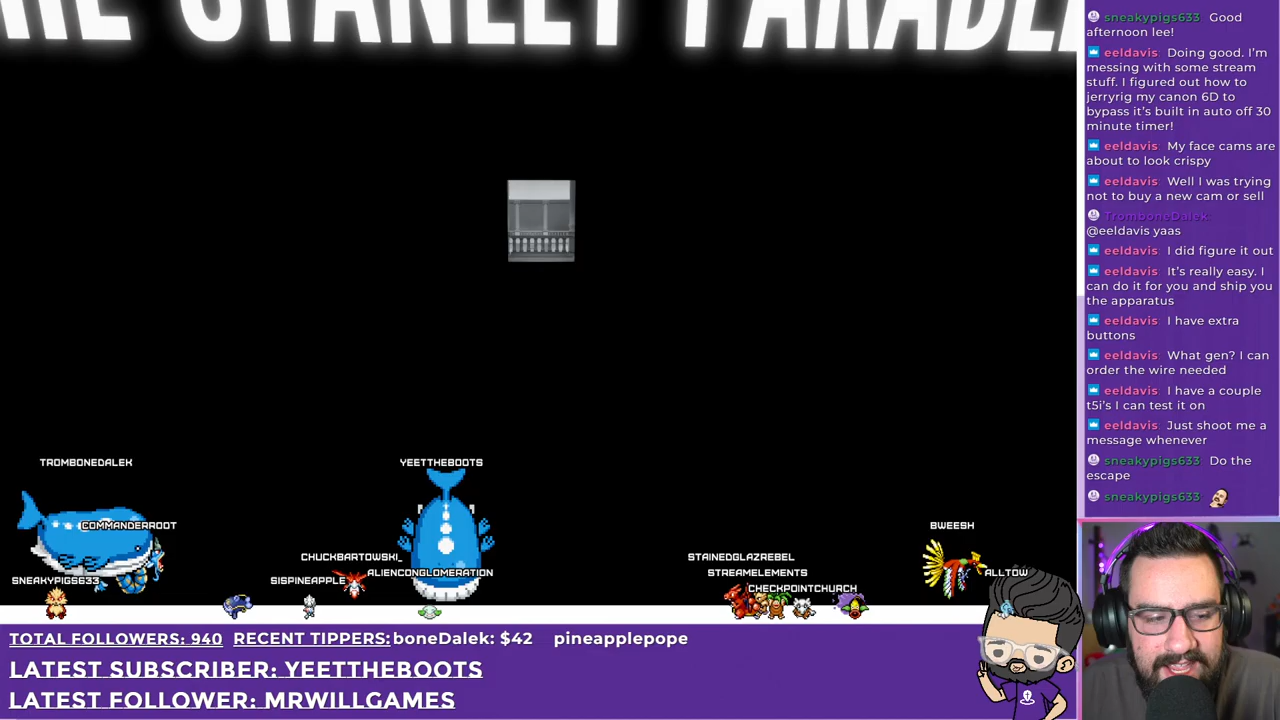 THE STANLEY PARABLE
sneakypigs633 Good
afternoon lee!
eeldavis Doing good. I'm
messing with some stream
stuff. I figured out how to
jerryrig my canon 6D to
bypass it's built in auto off 30
minute timer!
eeldavis My face cams are
about to look crispy
eeldavis Well I was trying
not to buy a new cam or sell
TromboneDalek:
@eeldavis yaas
eeldavis I did figure it out
eeldavis It's really easy. I
can do it for you and ship you
the apparatus
eeldavis I have extra
buttons
eeldavis What gen? I can
order the wire needed
eeldavis I have a couple
t5i's I can test it on
eeldavis Just shoot me a
message whenever
sneakypigs633 Do the
escape
sneakypigs633
TROMBONEDALEK
YEETTHEBOOTS
COMMANDERROOT
BWEESH
CHUCKBARTOWSKI_
STAINEDGLAZREBEL
SNEAKYPIGS633
SISPINEAPPLE
ALIENCONGLOMERATION
STREAMELEMENTS
ALLTOW
CHECKPOINTCHURCH
TOTAL FOLLOWERS: 940 RECENT TIPPERS: boneDalek: $42 pineapplepope
LATEST SUBSCRIBER: YEETTHEBOOTS
LATEST FOLLOWER: MRWILLGAMES